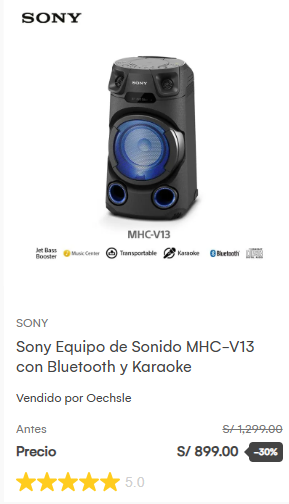 SONY
SONY
MHC-V13
Jet Bass
Booster
Music Center
Transportable
Karaoke
Bluetooth
SONY
Sony Equipo de Sonido MHC-V13
con Bluetooth y Karaoke
Vendido por Oechsle
Antes S/ 1,299.00
Precio S/ 899.00 -30%
5.0